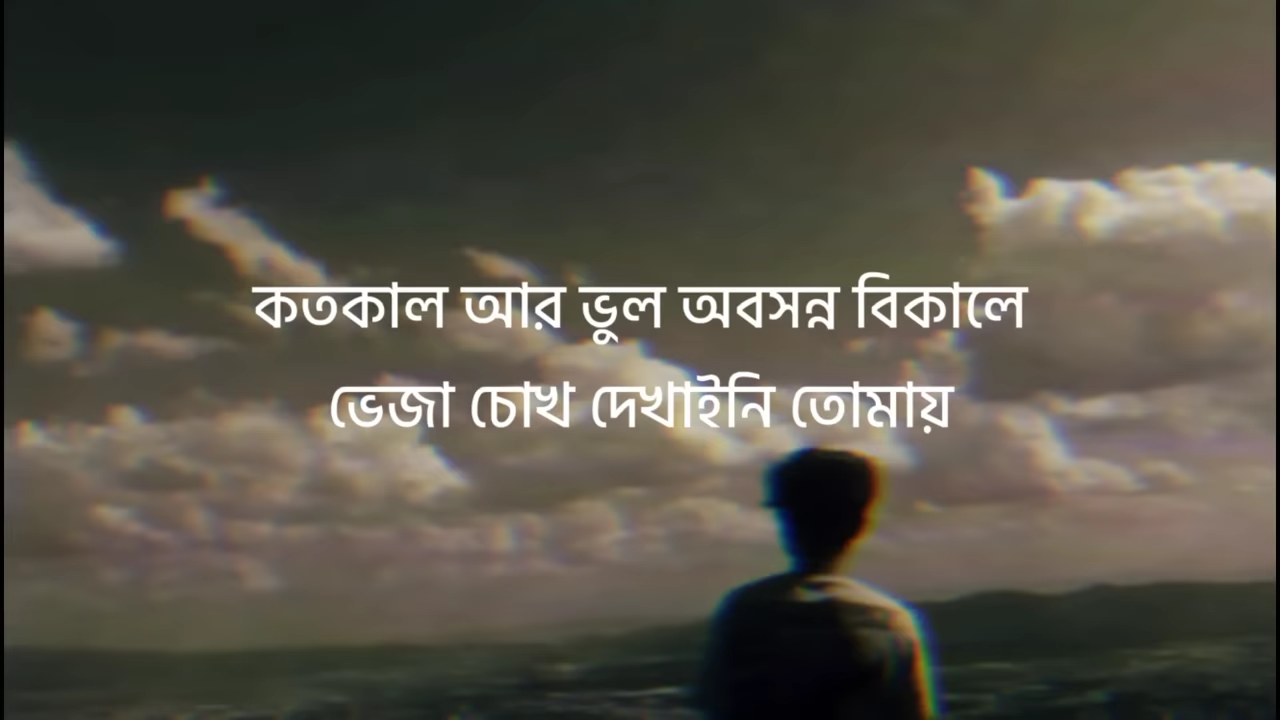 কতকাল আর ভুল অবসন্ন বিকালে
ভেজা চোখ দেখাইনি তোমায়